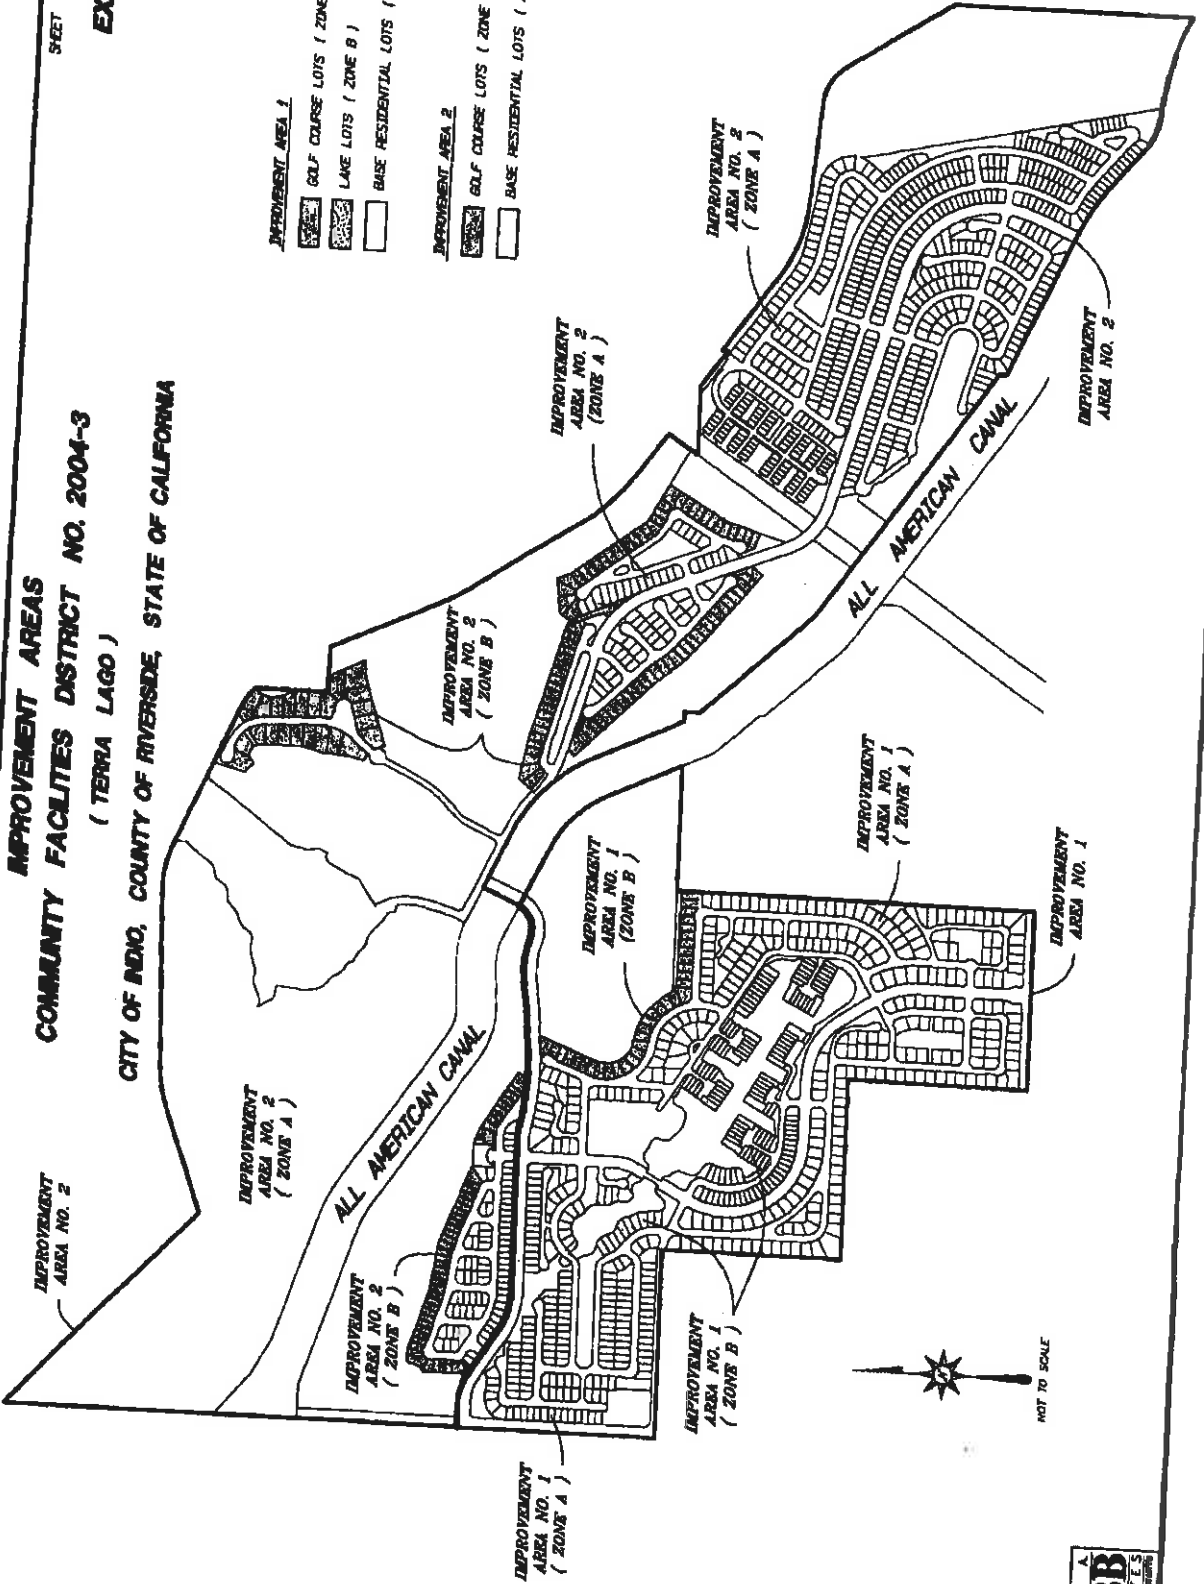 IMPROVEMENT AREAS
COMMUNITY FACILITIES DISTRICT NO. 2004-3
( TERRA LAGO )
CITY OF INDIO, COUNTY OF RIVERSIDE, STATE OF CALIFORNIA
SHEET
EX
IMPROVEMENT AREA 1
GOLF COURSE LOTS ( ZONE
LAKE LOTS ( ZONE B )
BASE RESIDENTIAL LOTS (
IMPROVEMENT AREA 2
GOLF COURSE LOTS ( ZONE
BASE RESIDENTIAL LOTS (
IMPROVEMENT
AREA NO. 2
IMPROVEMENT
AREA NO. 2
( ZONE A )
ALL AMERICAN CANAL
IMPROVEMENT
AREA NO. 2
( ZONE B )
IMPROVEMENT
AREA NO. 2
( ZONE B )
IMPROVEMENT
AREA NO. 2
(ZONE A )
IMPROVEMENT
AREA NO. 2
( ZONE A )
IMPROVEMENT
AREA NO. 1
(ZONE B )
ALL AMERICAN CANAL
IMPROVEMENT
AREA NO. 2
IMPROVEMENT
AREA NO. 1
( ZONE A )
IMPROVEMENT
AREA NO. 1
IMPROVEMENT
AREA NO. 1
( ZONE A )
IMPROVEMENT
AREA NO. 1
( ZONE B )
N
NOT TO SCALE